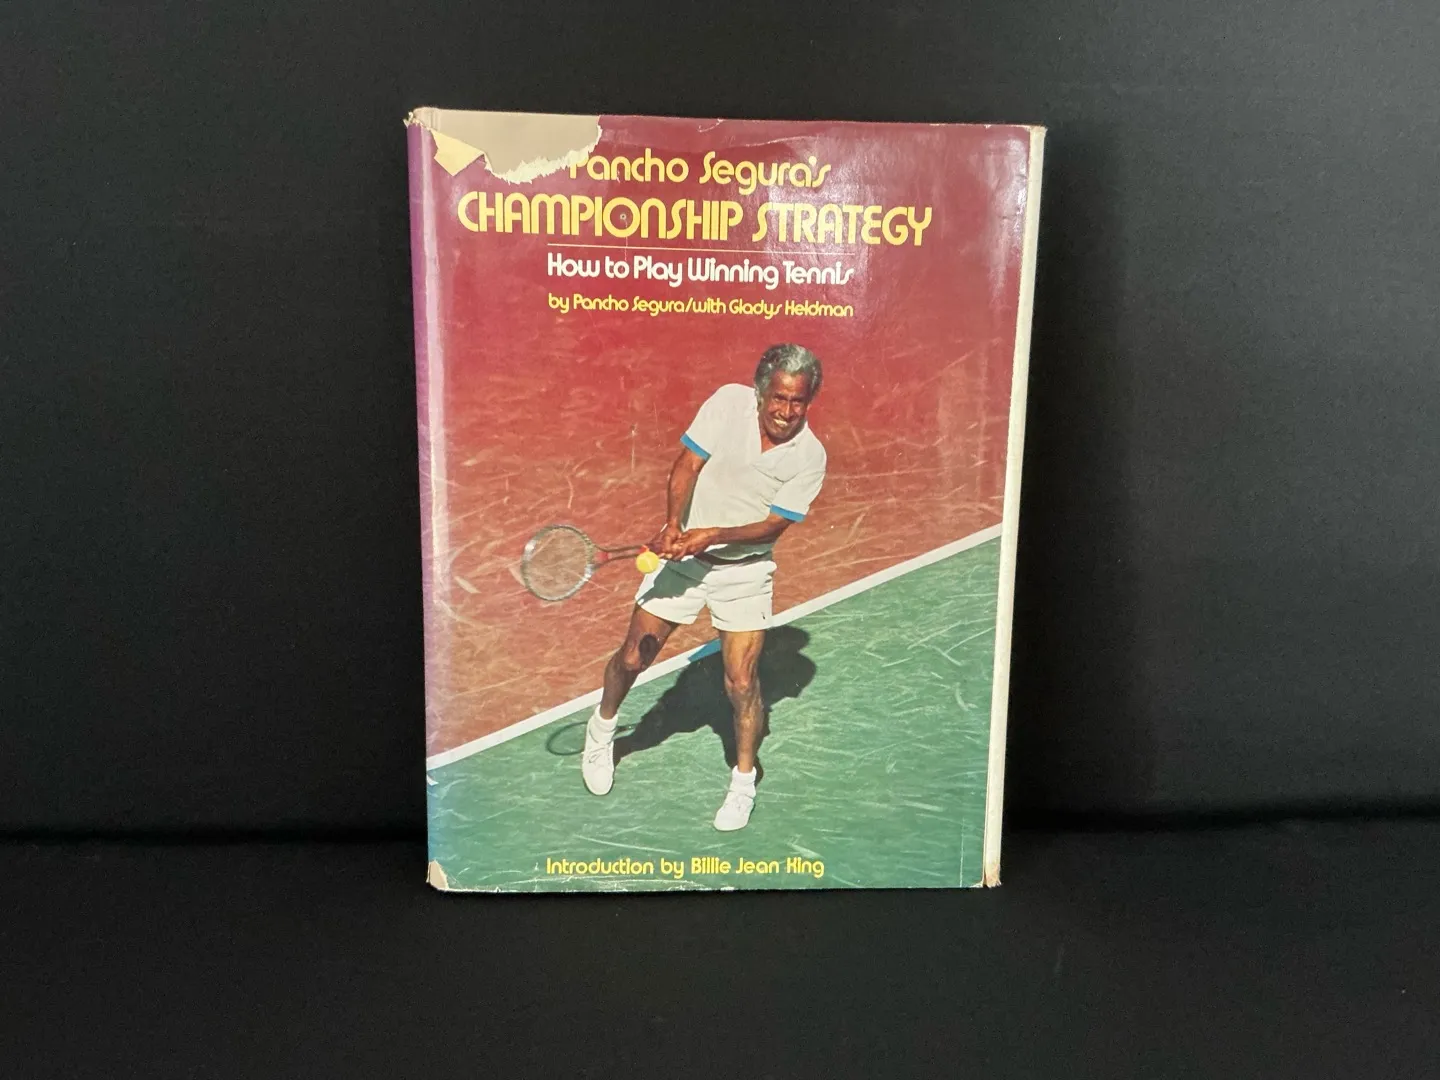 Pancho Segura's
CHAMPIONSHIP STRATEGY
How to Play Winning Tennis
by Pancho Segura/with Gladys Heldman
Introduction by Billie Jean King